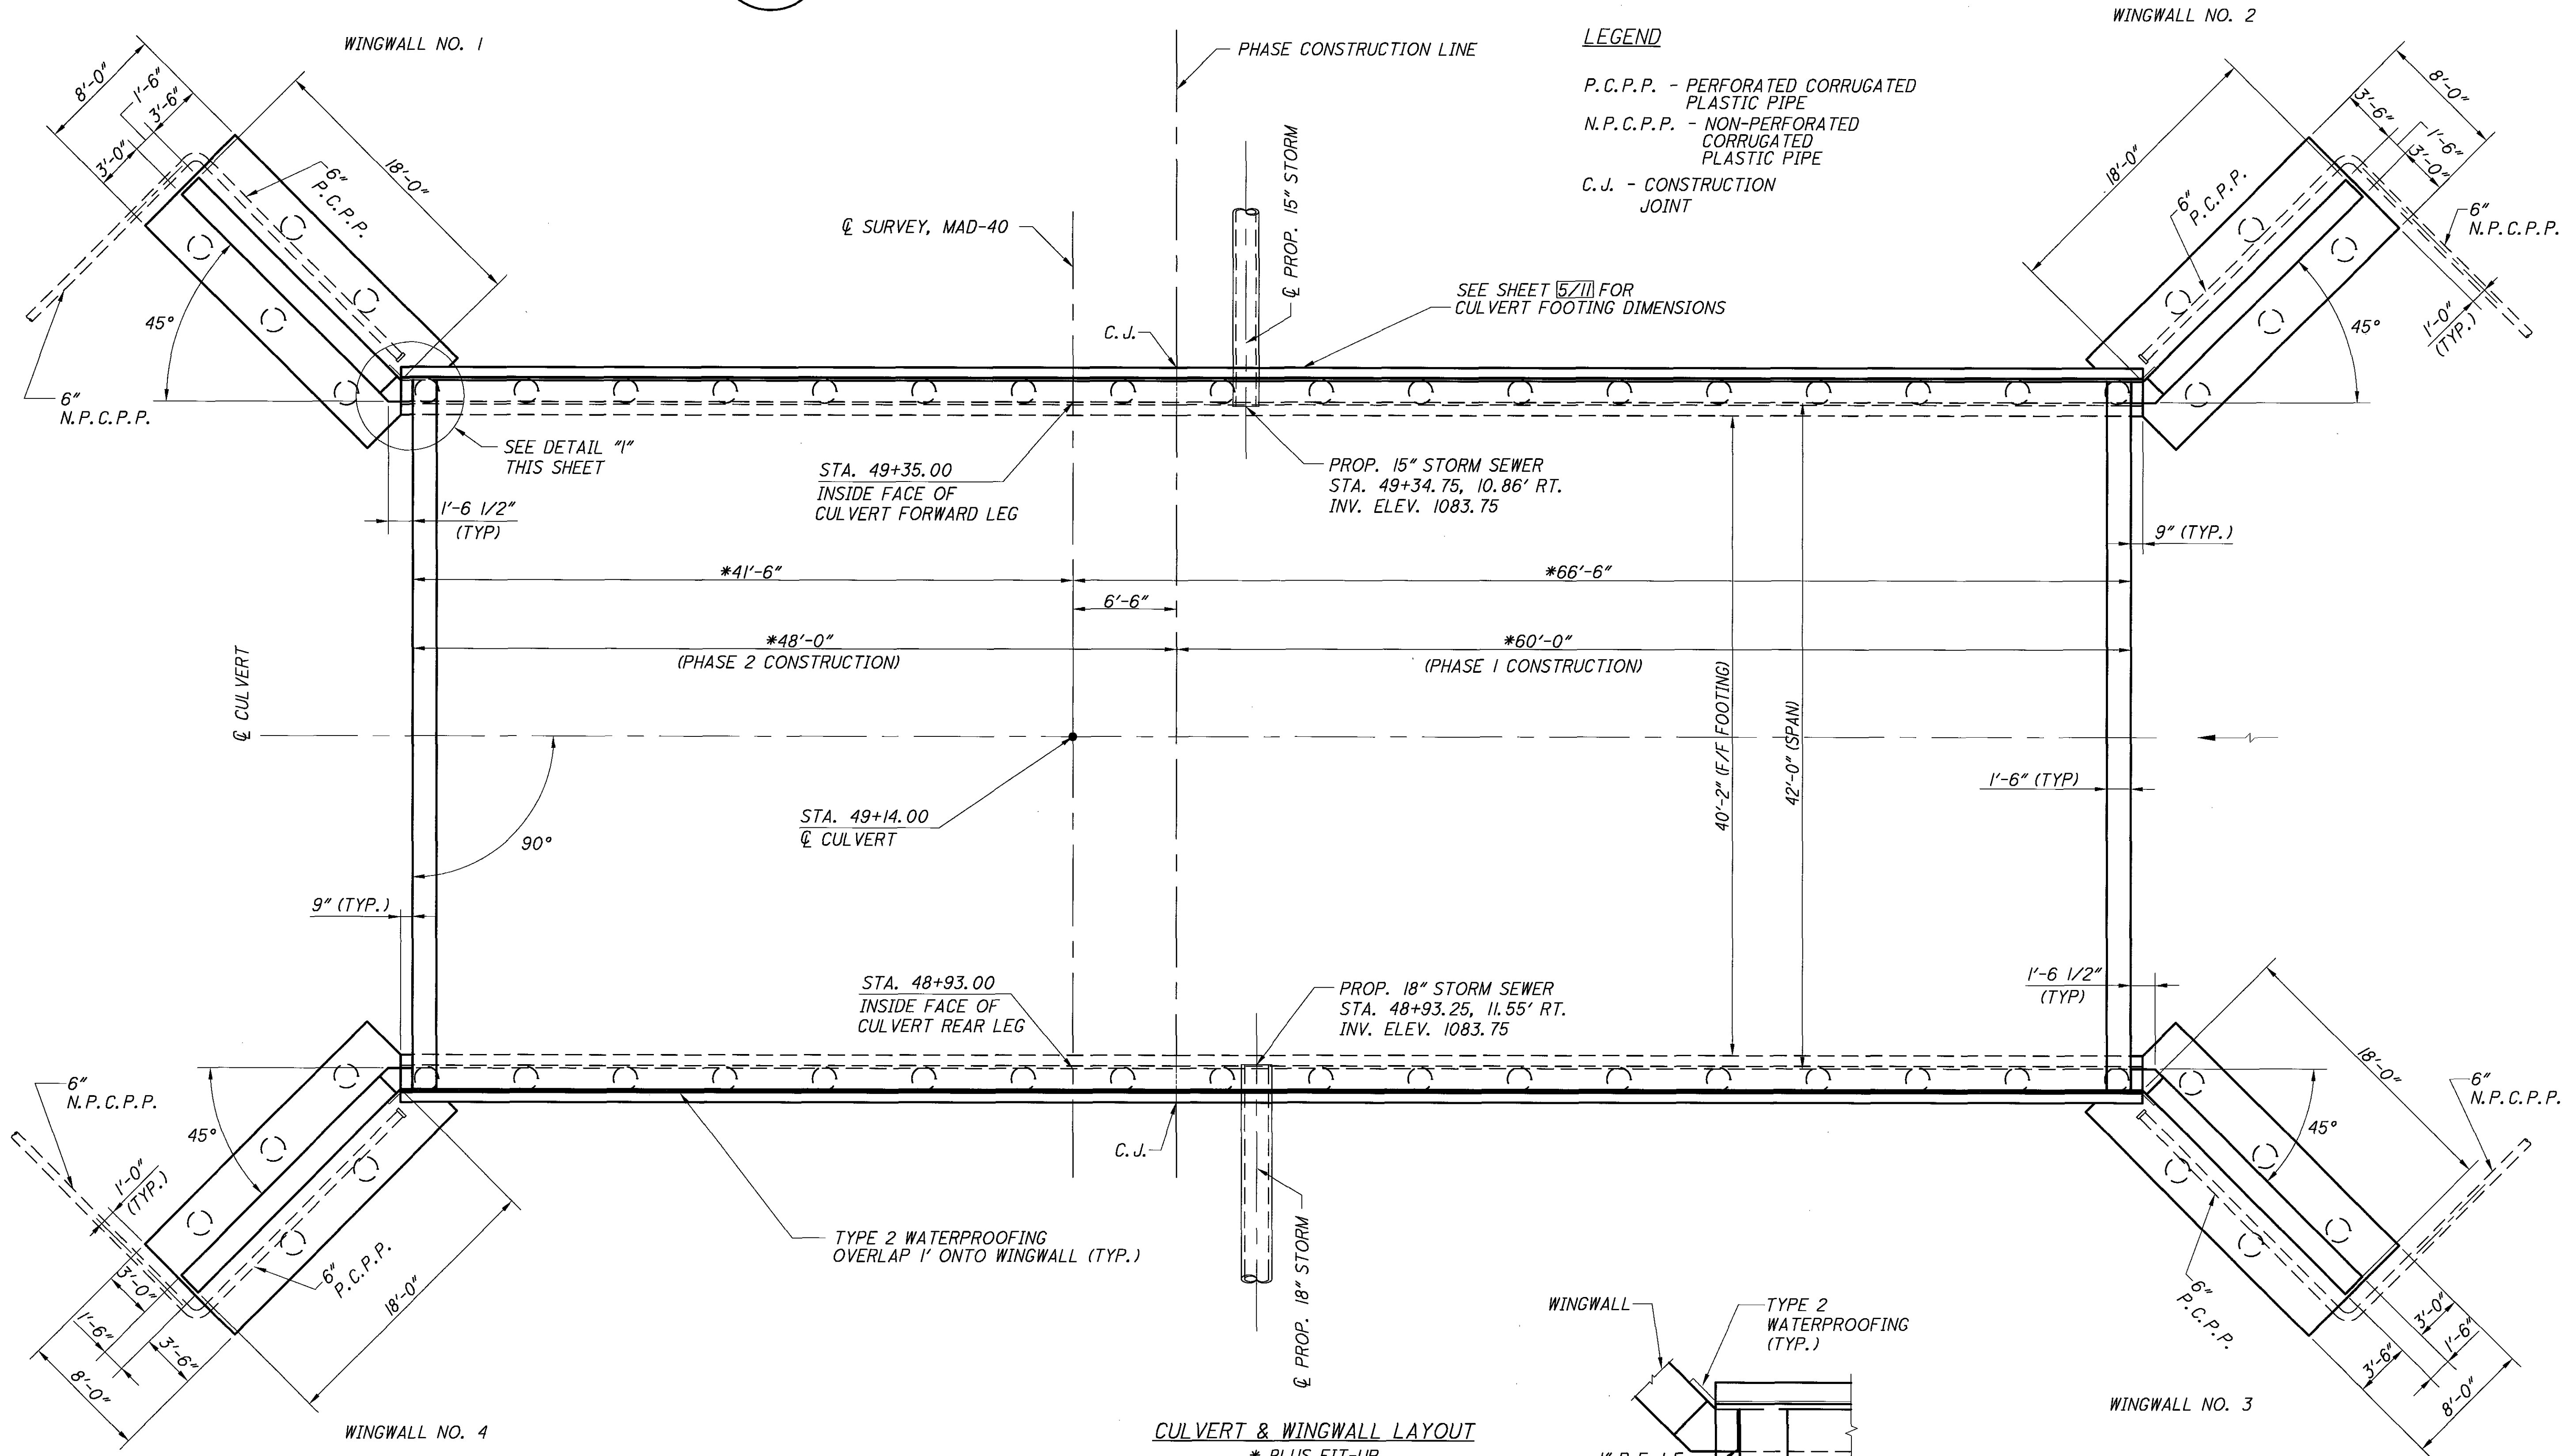 WINGWALL NO. 1
WINGWALL NO. 2
PHASE CONSTRUCTION LINE
LEGEND
P.C.P.P. - PERFORATED CORRUGATED
PLASTIC PIPE
N.P.C.P.P. - NON-PERFORATED
CORRUGATED
PLASTIC PIPE
C.J. - CONSTRUCTION
JOINT
8'-0"
1'-6"
3'-6"
3'-0"
18'-0"
6"
P.C.P.P.
45°
6"
N.P.C.P.P.
℄ SURVEY, MAD-40
℄ PROP. 15" STORM
C.J.
SEE SHEET 5/11 FOR
CULVERT FOOTING DIMENSIONS
18'-0"
8'-0"
3'-6"
1'-6"
3'-0"
6"
P.C.P.P.
6"
N.P.C.P.P.
1'-0"
(TYP.)
45°
SEE DETAIL "1"
THIS SHEET
STA. 49+35.00
INSIDE FACE OF
CULVERT FORWARD LEG
PROP. 15" STORM SEWER
STA. 49+34.75, 10.86' RT.
INV. ELEV. 1083.75
1'-6 1/2"
(TYP)
9" (TYP.)
*41'-6"
*66'-6"
6'-6"
*48'-0"
(PHASE 2 CONSTRUCTION)
*60'-0"
(PHASE 1 CONSTRUCTION)
℄ CULVERT
40'-2" (F/F FOOTING)
42'-0" (SPAN)
1'-6" (TYP)
STA. 49+14.00
℄ CULVERT
90°
9" (TYP.)
STA. 48+93.00
INSIDE FACE OF
CULVERT REAR LEG
PROP. 18" STORM SEWER
STA. 48+93.25, 11.55' RT.
INV. ELEV. 1083.75
1'-6 1/2"
(TYP)
6"
N.P.C.P.P.
45°
1'-0"
(TYP.)
3'-0"
1'-6"
3'-6"
8'-0"
6"
P.C.P.P.
18'-0"
C.J.
TYPE 2 WATERPROOFING
OVERLAP 1' ONTO WINGWALL (TYP.)
℄ PROP. 18" STORM
18'-0"
6"
N.P.C.P.P.
45°
6"
P.C.P.P.
3'-0"
1'-6"
3'-6"
8'-0"
WINGWALL
TYPE 2
WATERPROOFING
(TYP.)
WINGWALL NO. 4
WINGWALL NO. 3
CULVERT & WINGWALL LAYOUT
* PLUS FIT-UP